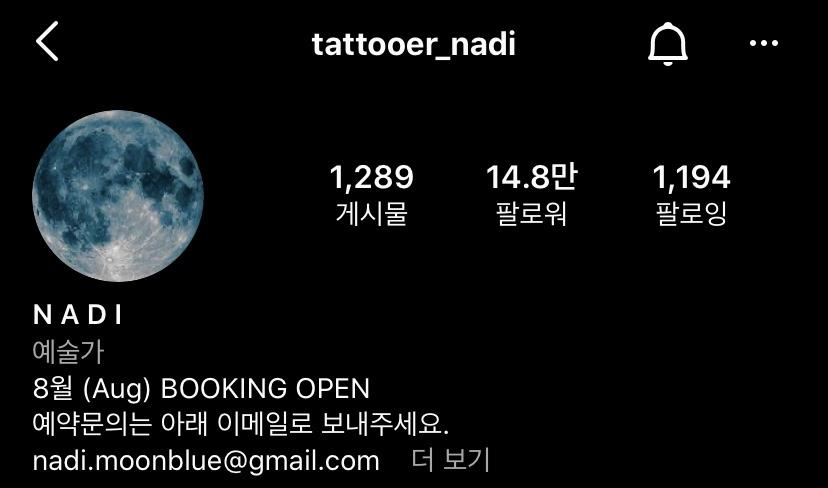 tattooer_nadi
1,289 14.8만 1,194
게시물 팔로워 팔로잉
N A D I
예술가
8월 (Aug) BOOKING OPEN
예약문의는 아래 이메일로 보내주세요.
nadi.moonblue@gmail.com 더 보기